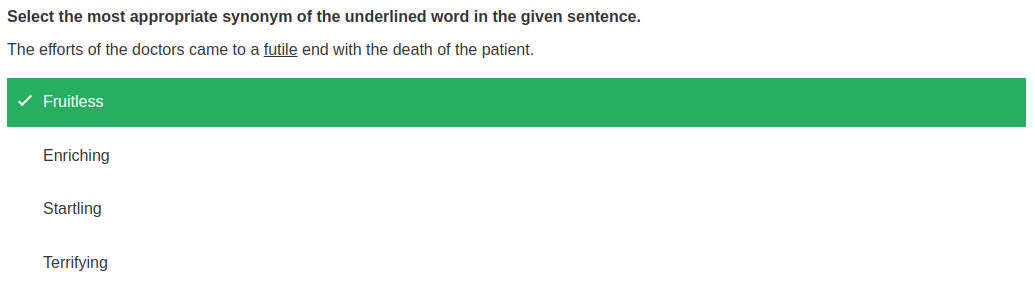 Select the most appropriate synonym of the underlined word in the given sentence.
The efforts of the doctors came to a futile end with the death of the patient.
Fruitless
Enriching
Startling
Terrifying